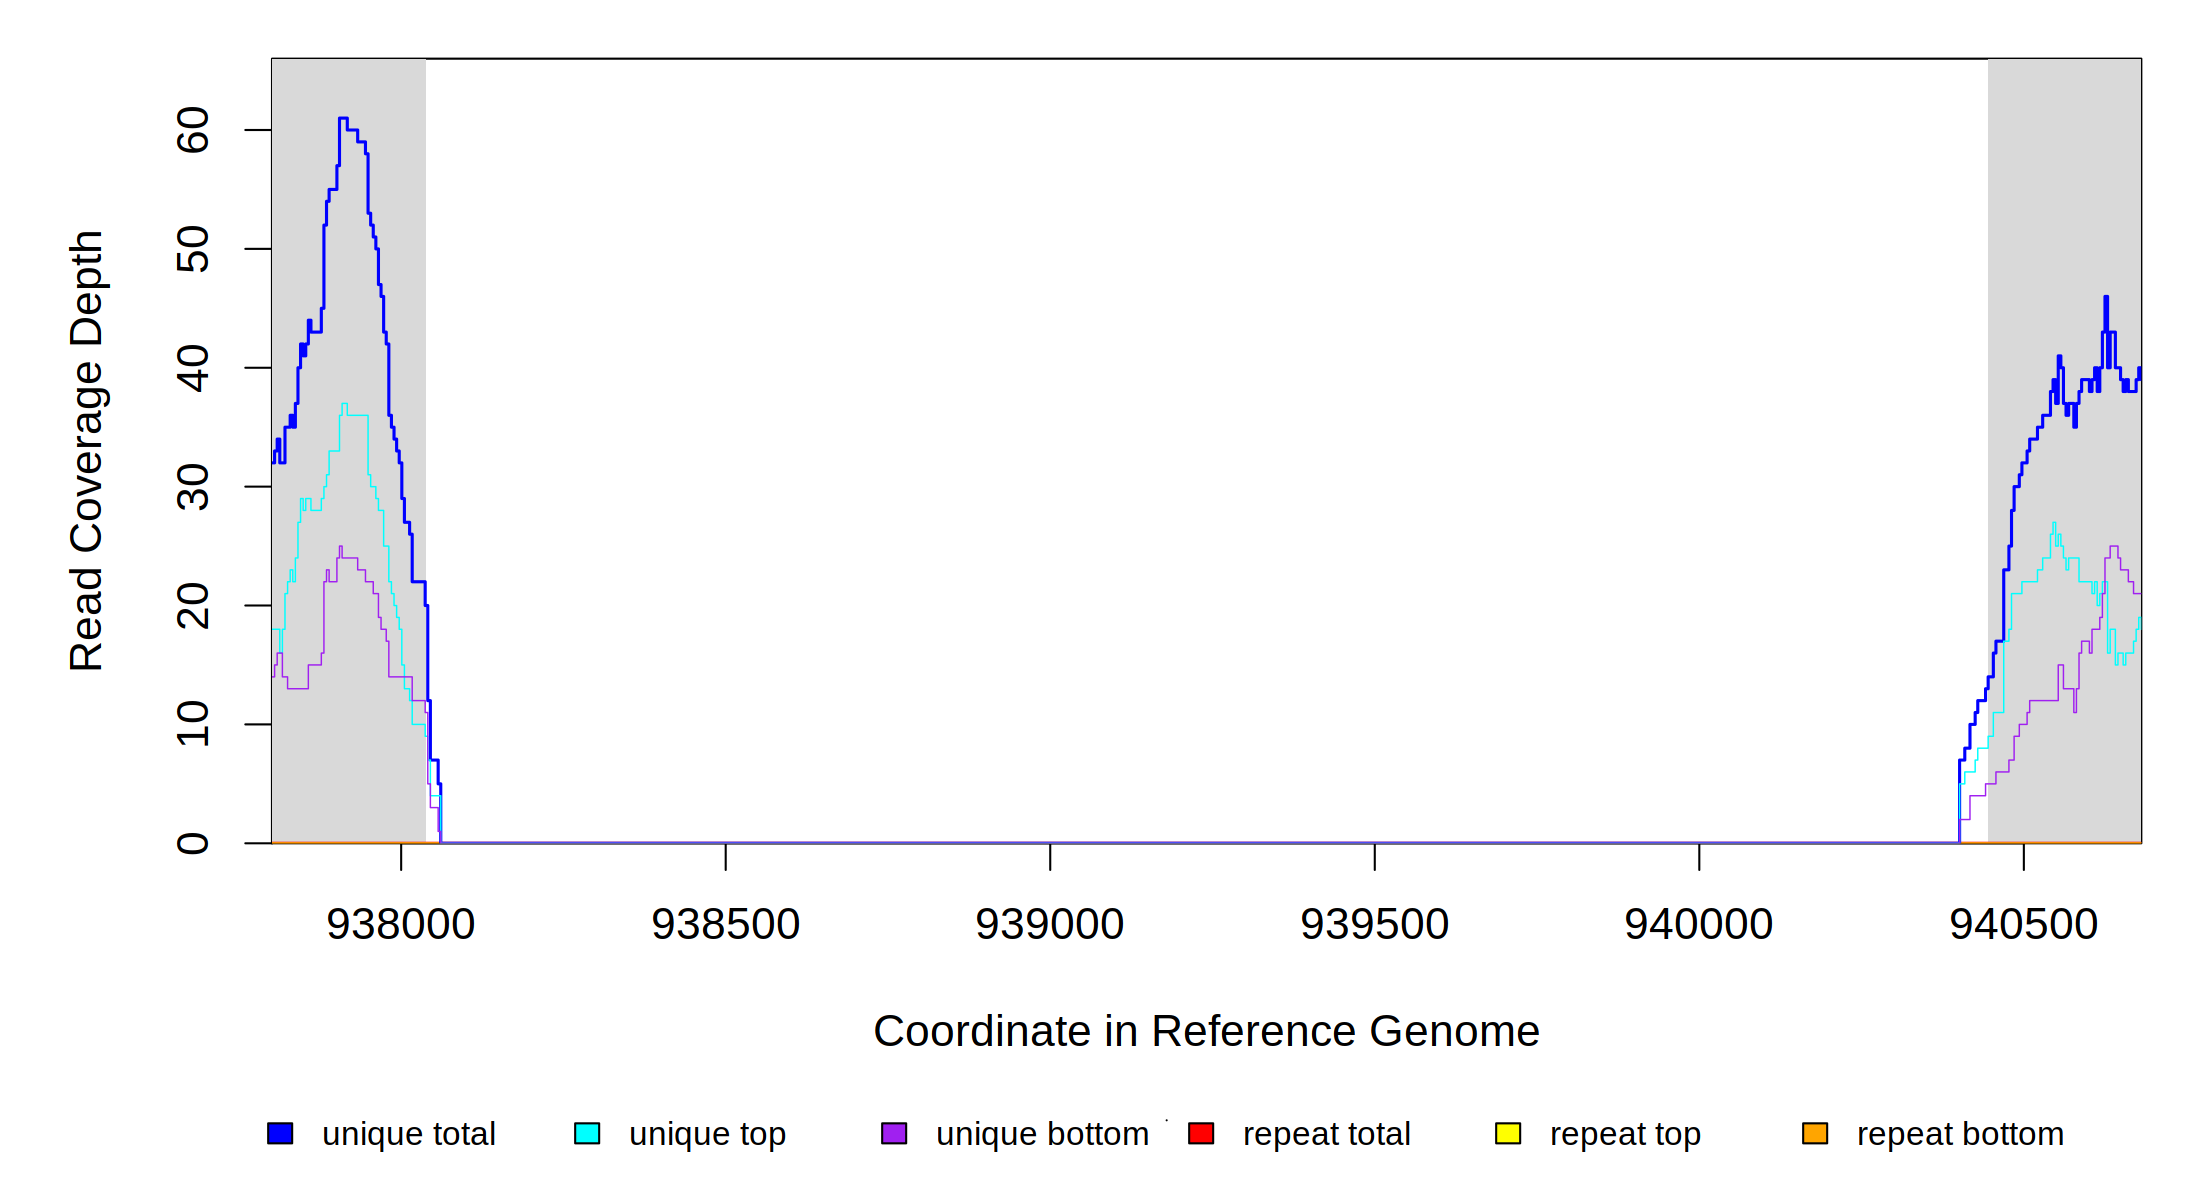 Read Coverage Depth
60
50
40
30
20
10
0
938000 938500 939000 939500 940000 940500
Coordinate in Reference Genome
unique total unique top unique bottom repeat total repeat top repeat bottom